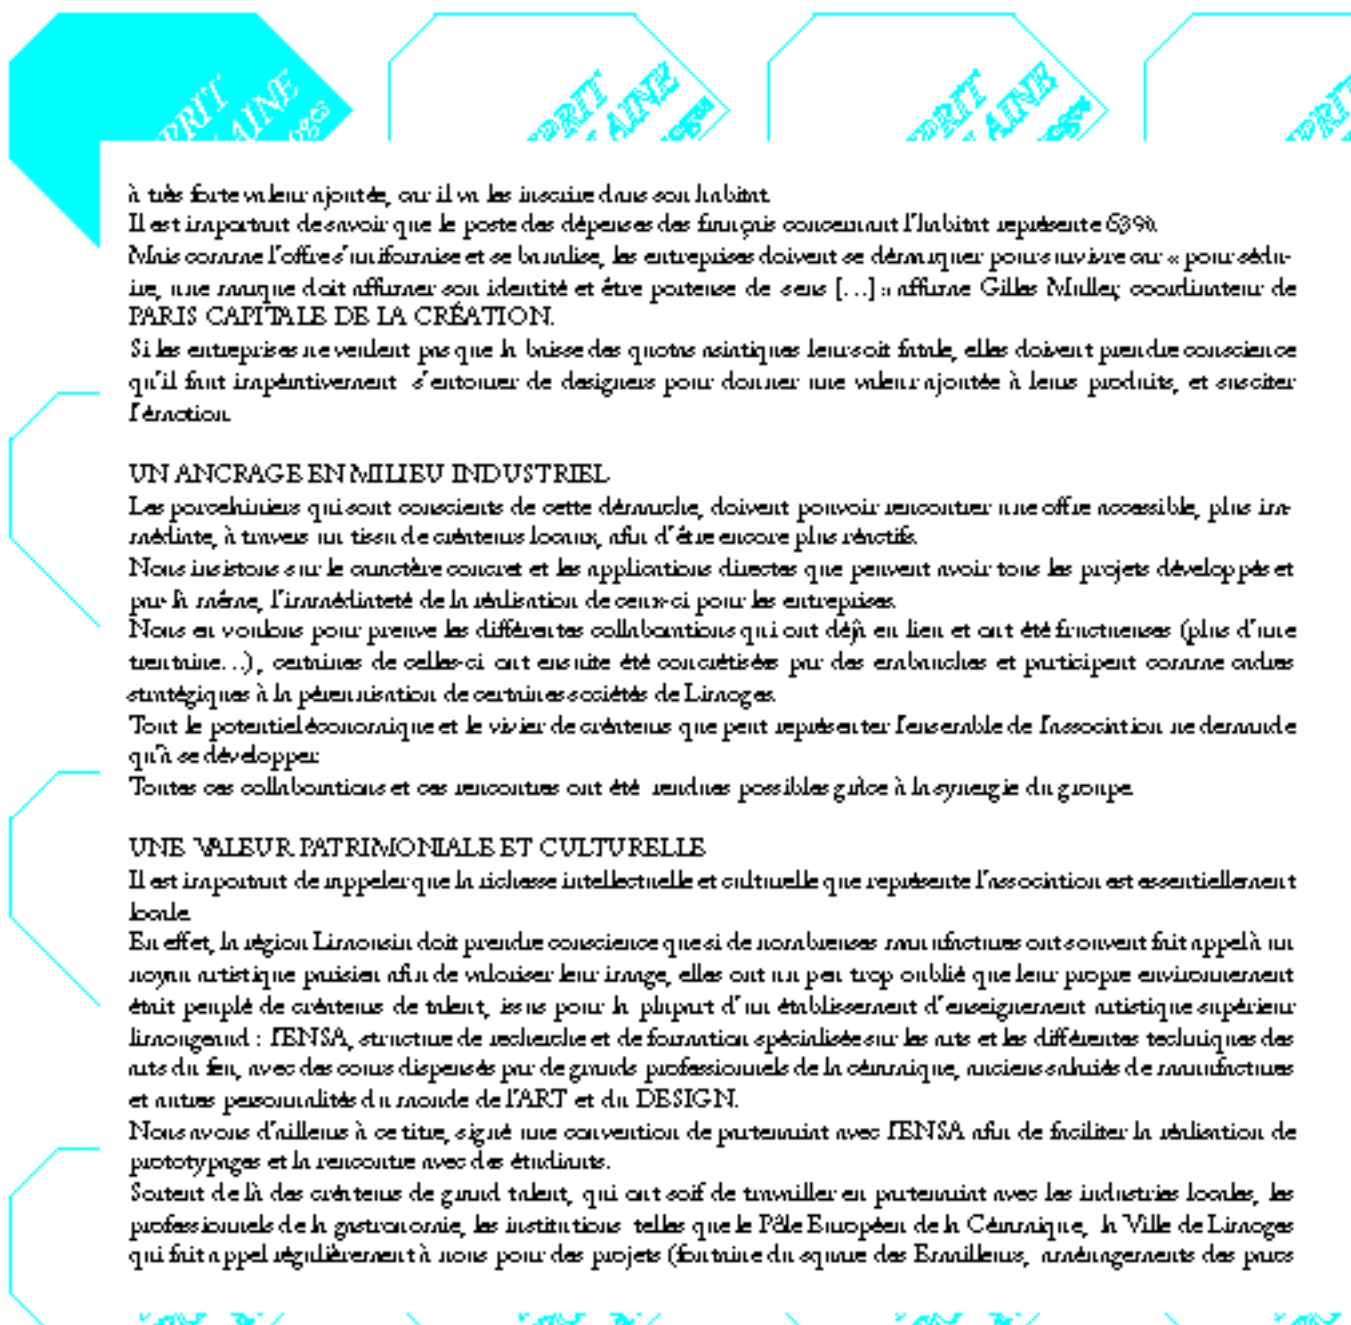 PRIT PRIT PRIT PRIT
AINE AINE AINE
ges ges ges
à très forte valeur ajoutée, car il va les inscrire dans son habitat.
Il est important de savoir que le poste des dépenses des français concernant l'habitat représente 63%.
Mais comme l'offre s'uniformise et se banalise, les entreprises doivent se démarquer pour survivre car « pour sédu-
ire, une marque doit affirmer son identité et être porteuse de sens [...] » affirme Gilles Muller, coordinateur de
PARIS CAPITALE DE LA CRÉATION.
Si les entreprises ne veulent pas que la baisse des quotas asiatiques leur soit fatale, elles doivent prendre conscience
qu'il faut impérativement s'entourer de designers pour donner une valeur ajoutée à leurs produits, et susciter
l'émotion.
UN ANCRAGE EN MILIEU INDUSTRIEL
Les porcelainiers qui sont conscients de cette démarche, doivent pouvoir rencontrer une offre accessible, plus im-
médiate, à travers un tissu de créateurs locaux, afin d'être encore plus réactifs.
Nous insistons sur le caractère concret et les applications directes que peuvent avoir tous les projets développés et
par là même, l'immédiateté de la réalisation de ceux-ci pour les entreprises.
Nous en voulons pour preuve les différentes collaborations qui ont déjà eu lieu et ont été fructueuses (plus d'une
trentaine...), certaines de celles-ci ont ensuite été concrétisées par des embauches et participent comme cadres
stratégiques à la pérennisation de certaines sociétés de Limoges.
Tout le potentiel économique et le vivier de créateurs que peut représenter l'ensemble de l'association ne demande
qu'à se développer.
Toutes ces collaborations et ces rencontres ont été rendues possibles grâce à la synergie du groupe.
UNE VALEUR PATRIMONIALE ET CULTURELLE
Il est important de rappeler que la richesse intellectuelle et culturelle que représente l'association est essentiellement
locale.
En effet, la région Limousin doit prendre conscience que si de nombreuses manufactures ont souvent fait appel à un
noyau artistique parisien afin de valoriser leur image, elles ont un peu trop oublié que leur propre environnement
était peuplé de créateurs de talent, issus pour la plupart d'un établissement d'enseignement artistique supérieur
limougeaud : l'ENSA, structure de recherche et de formation spécialisée sur les arts et les différentes techniques des
arts du feu, avec des cours dispensés par de grands professionnels de la céramique, anciens salariés de manufactures
et autres personnalités du monde de l'ART et du DESIGN.
Nous avons d'ailleurs à ce titre, signé une convention de partenariat avec l'ENSA afin de faciliter la réalisation de
prototypages et la rencontre avec des étudiants.
Sortent de là des créateurs de grand talent, qui ont soif de travailler en partenariat avec les industries locales, les
professionnels de la gastronomie, les institutions telles que le Pôle Européen de la Céramique, la Ville de Limoges
qui fait appel régulièrement à nous pour des projets (fontaine du square des Emailleurs, aménagements des parcs